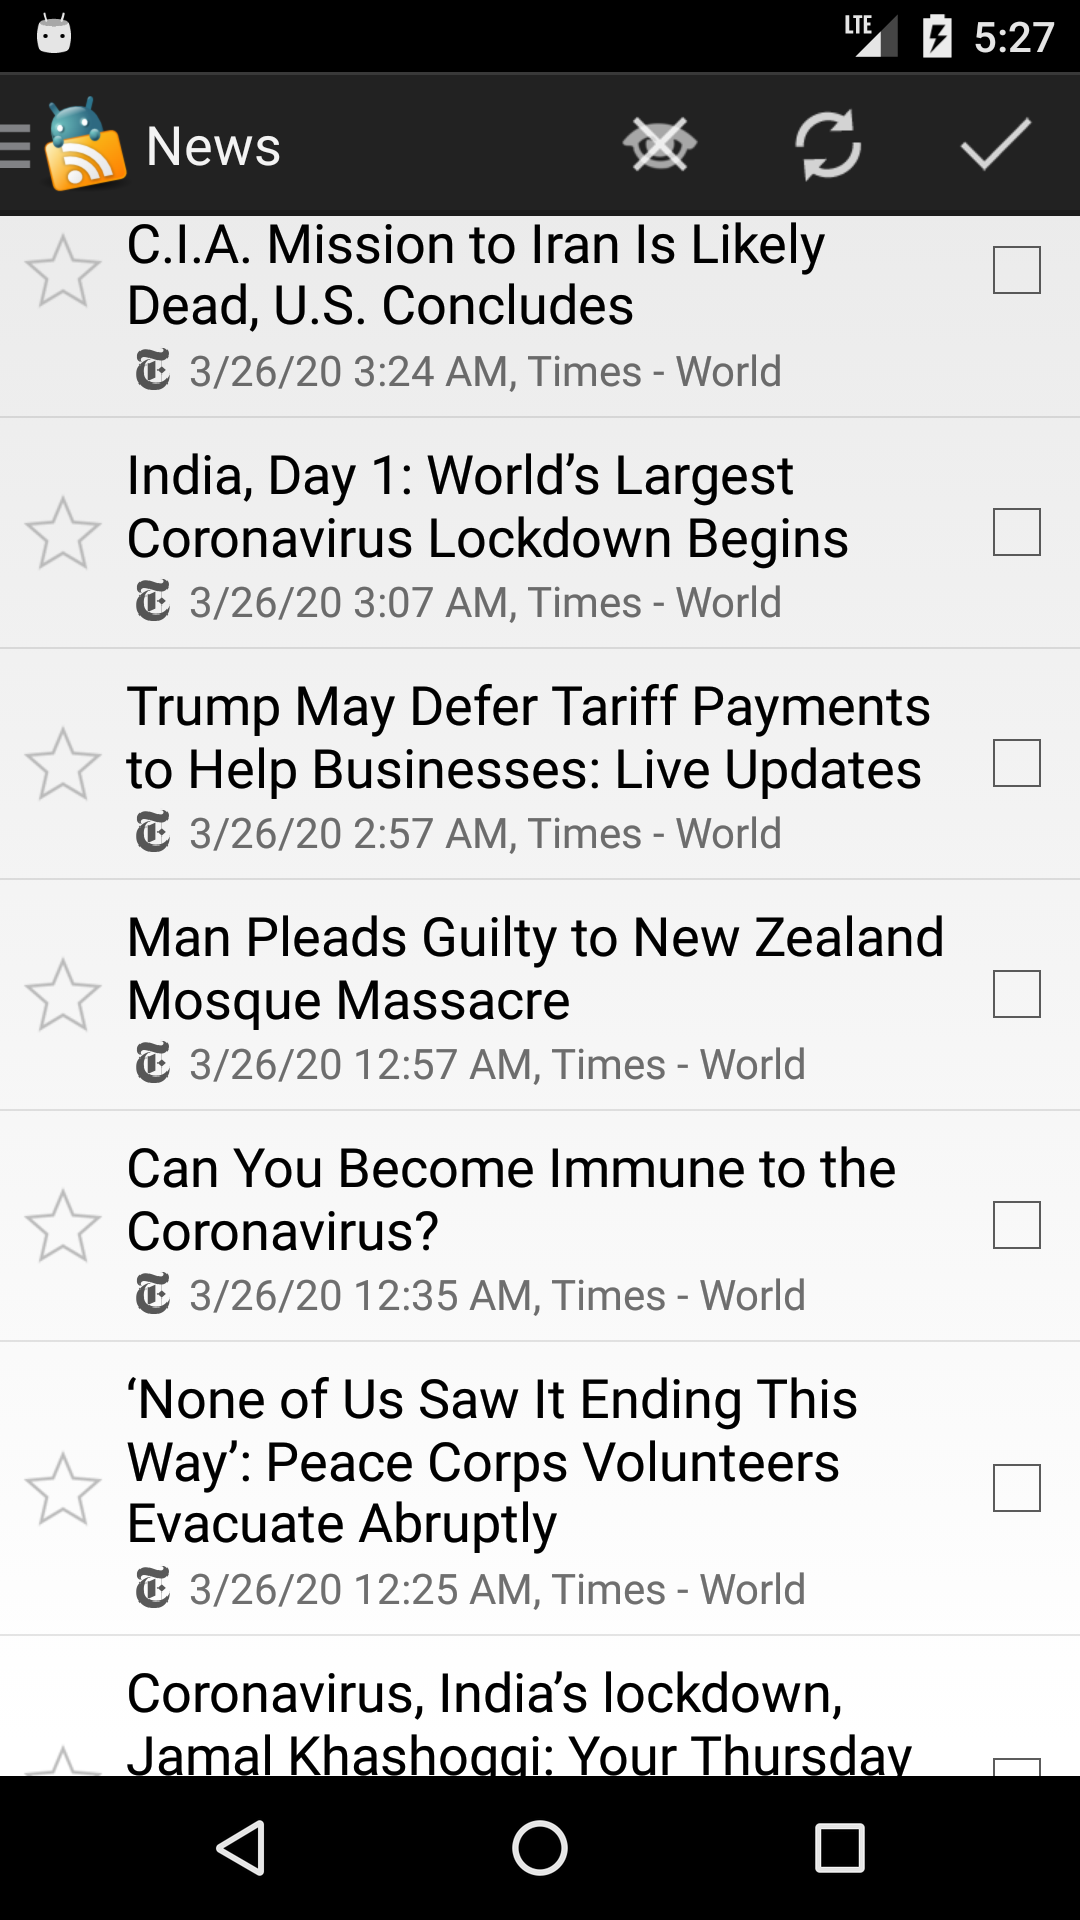 LTE 5:27
News
C.I.A. Mission to Iran Is Likely
Dead, U.S. Concludes
3/26/20 3:24 AM, Times - World
India, Day 1: World’s Largest
Coronavirus Lockdown Begins
3/26/20 3:07 AM, Times - World
Trump May Defer Tariff Payments
to Help Businesses: Live Updates
3/26/20 2:57 AM, Times - World
Man Pleads Guilty to New Zealand
Mosque Massacre
3/26/20 12:57 AM, Times - World
Can You Become Immune to the
Coronavirus?
3/26/20 12:35 AM, Times - World
‘None of Us Saw It Ending This
Way’: Peace Corps Volunteers
Evacuate Abruptly
3/26/20 12:25 AM, Times - World
Coronavirus, India’s lockdown,
Jamal Khashoggi: Your Thursday